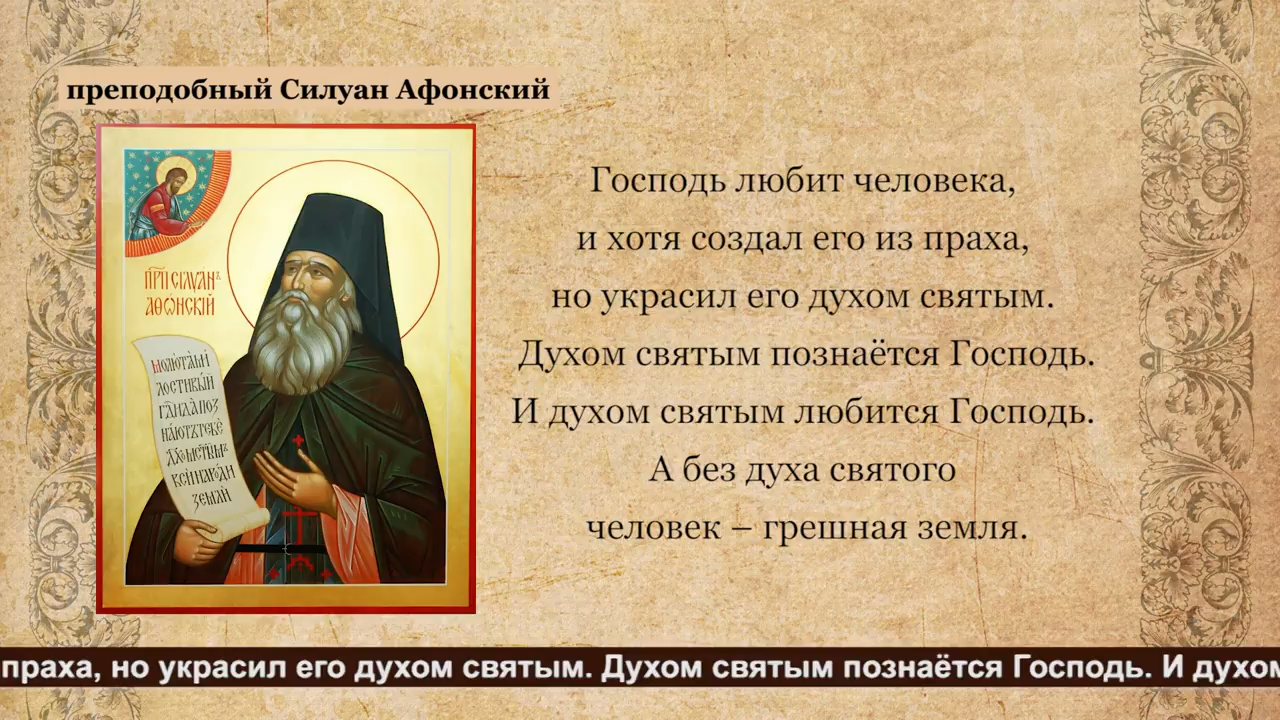 преподобный Силуан Афонский
Господь любит человека,
и хотя создал его из праха,
но украсил его духом святым.
Духом святым познаётся Господь.
И духом святым любится Господь.
А без духа святого
человек – грешная земля.
праха, но украсил его духом святым. Духом святым познаётся Господь. И духом